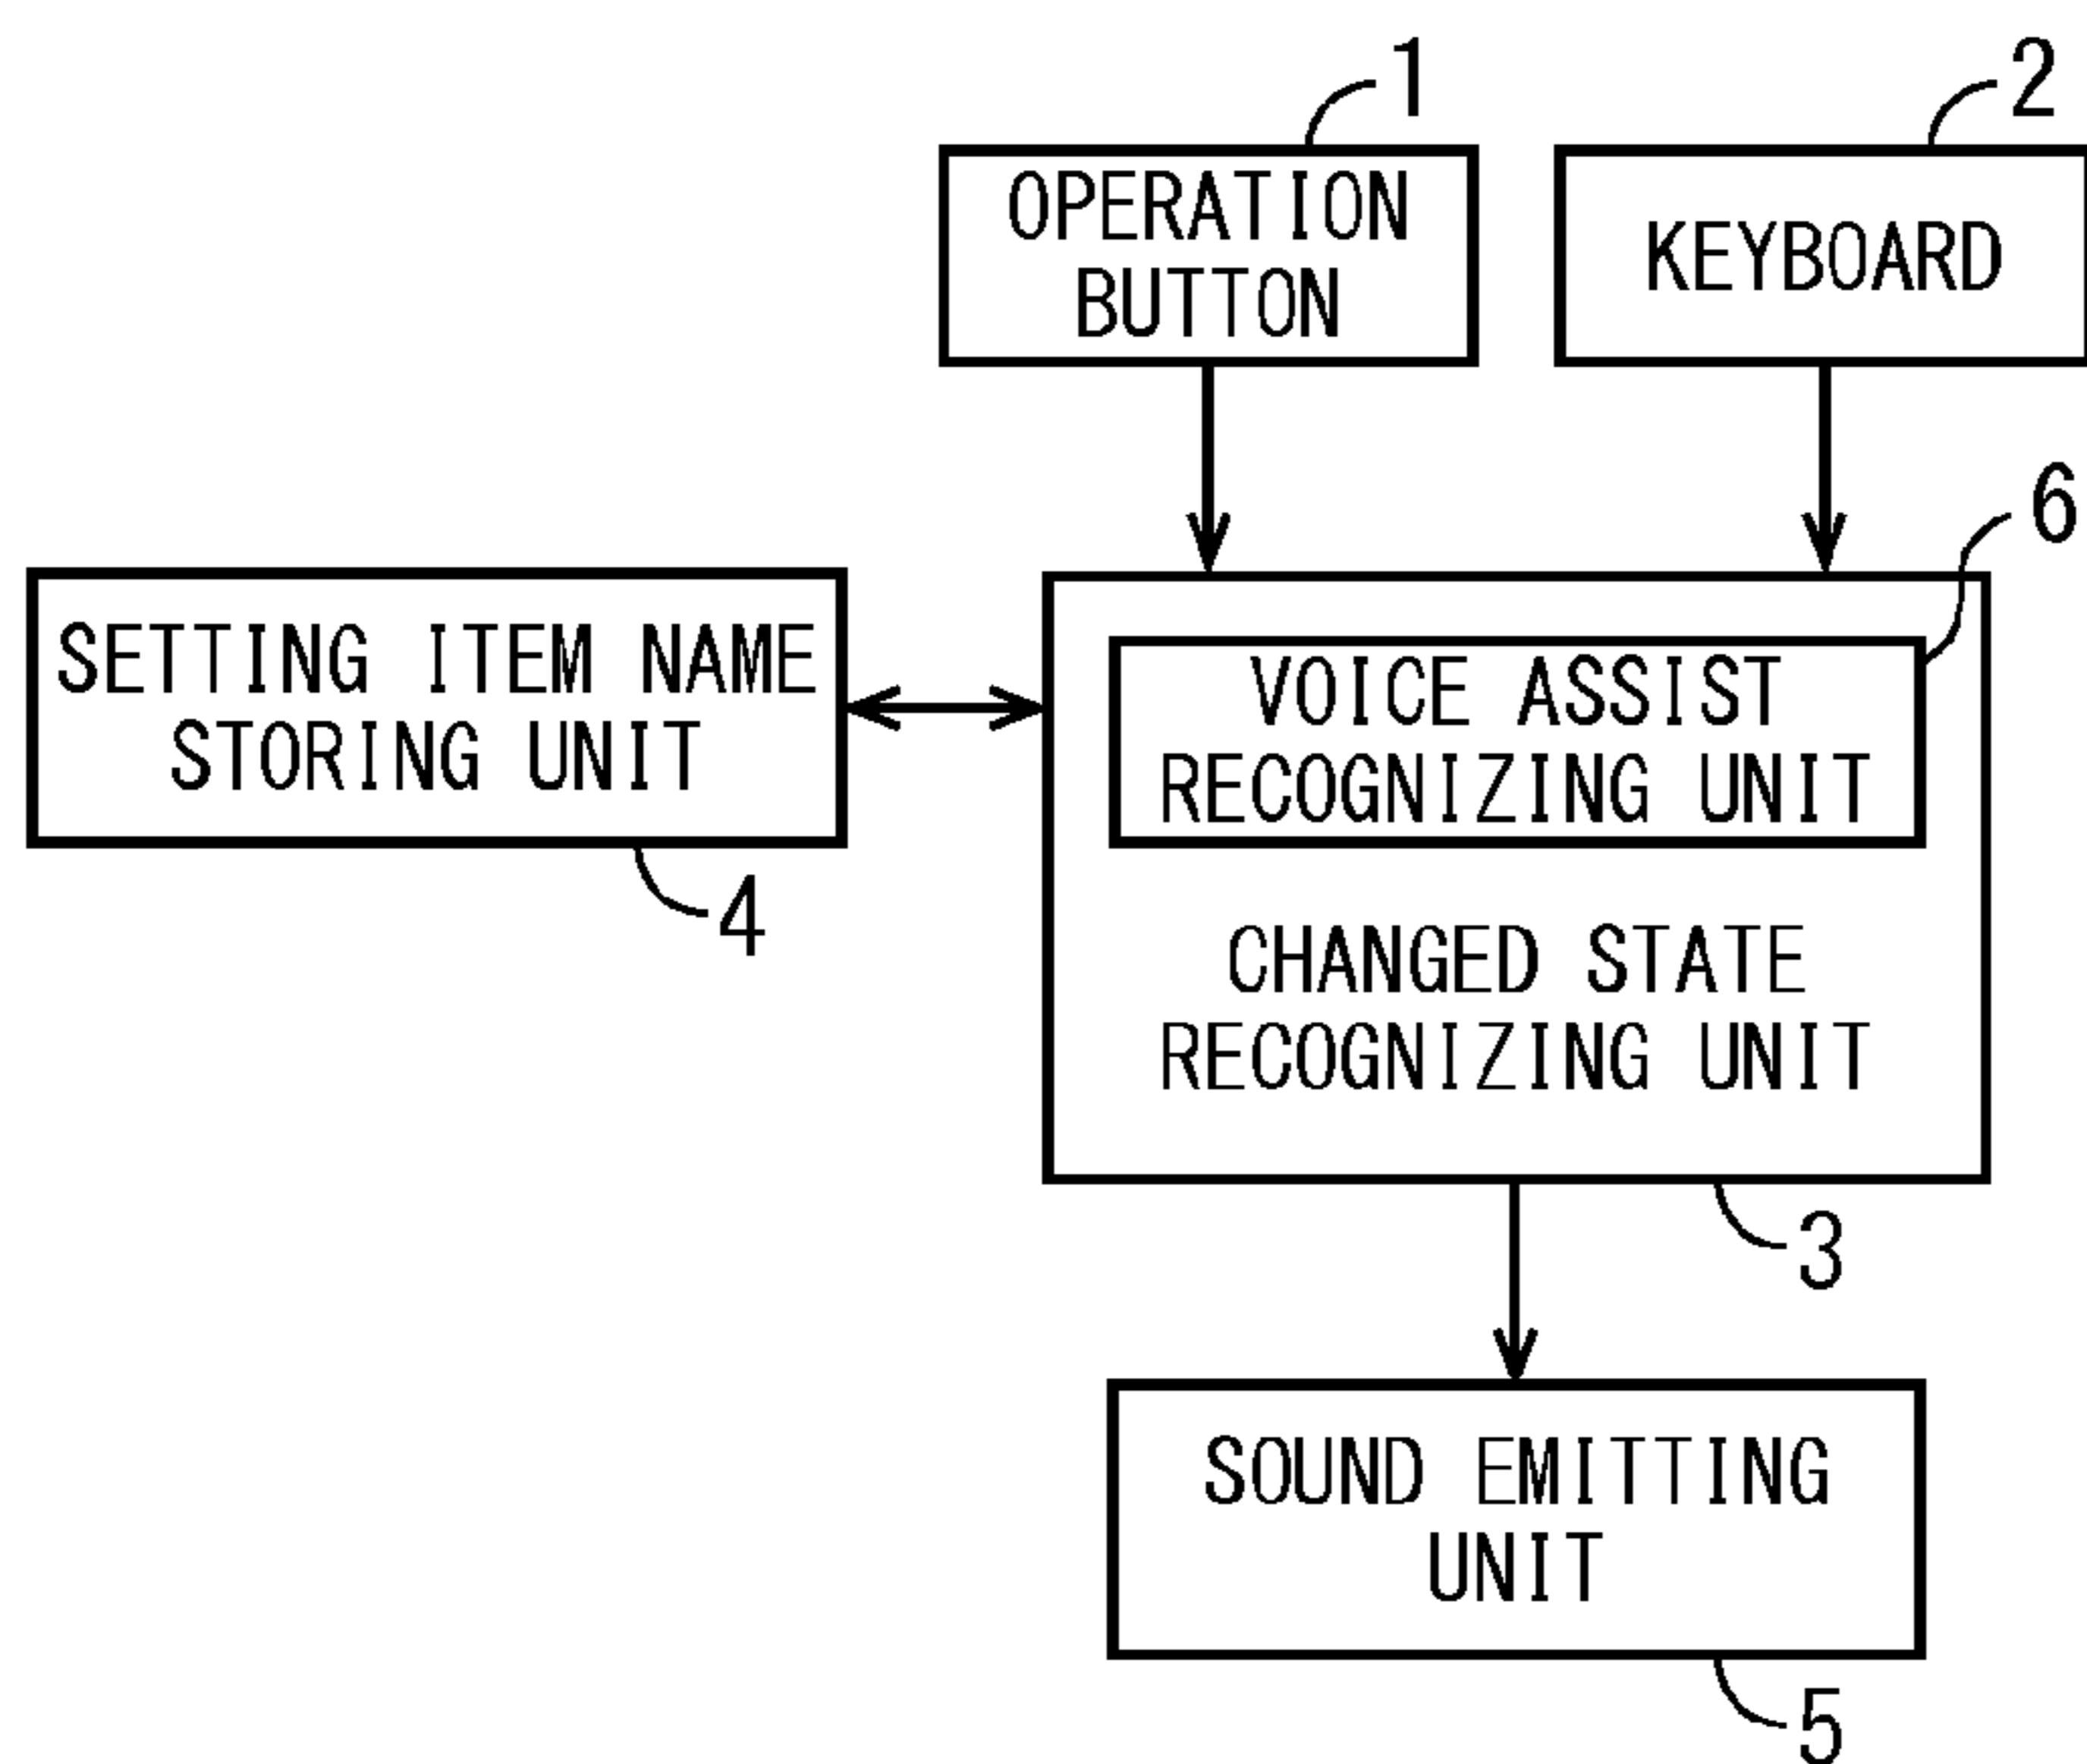 1
2
OPERATION
BUTTON
KEYBOARD
6
SETTING ITEM NAME
STORING UNIT
4
VOICE ASSIST
RECOGNIZING UNIT
CHANGED STATE
RECOGNIZING UNIT
3
SOUND EMITTING
UNIT
5